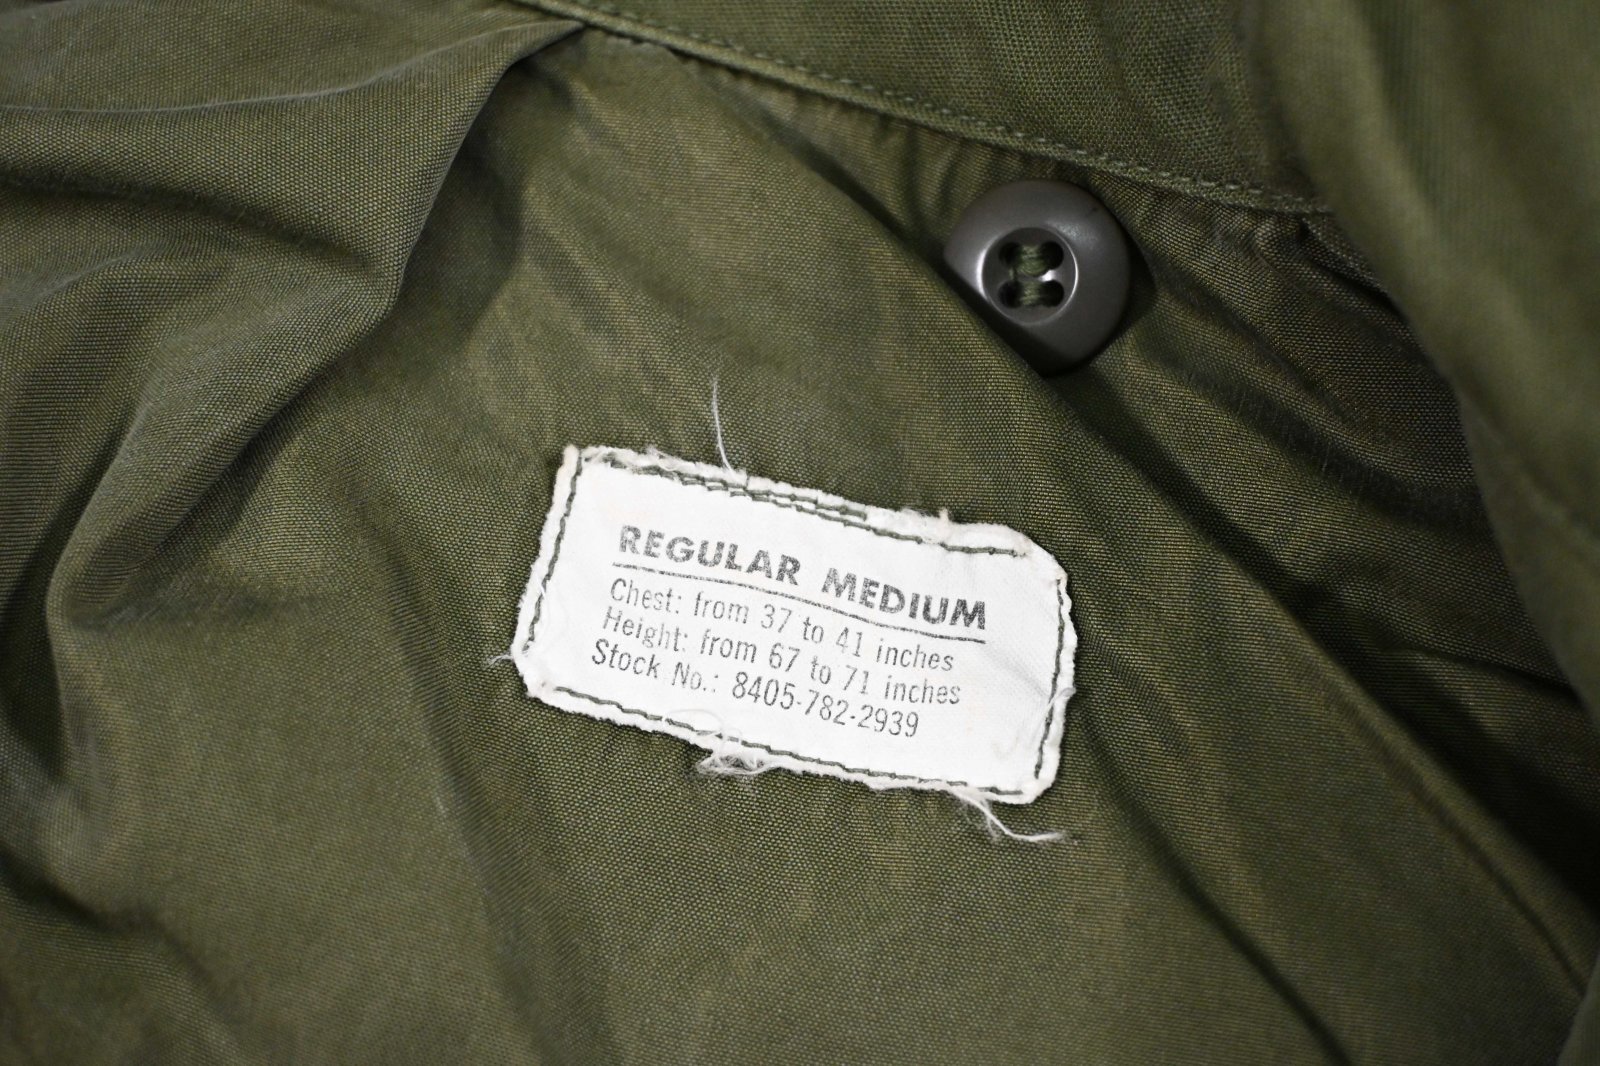 REGULAR MEDIUM
Chest: from 37 to 41 inches
Height: from 67 to 71 inches
Stock No.: 8405-782-2939